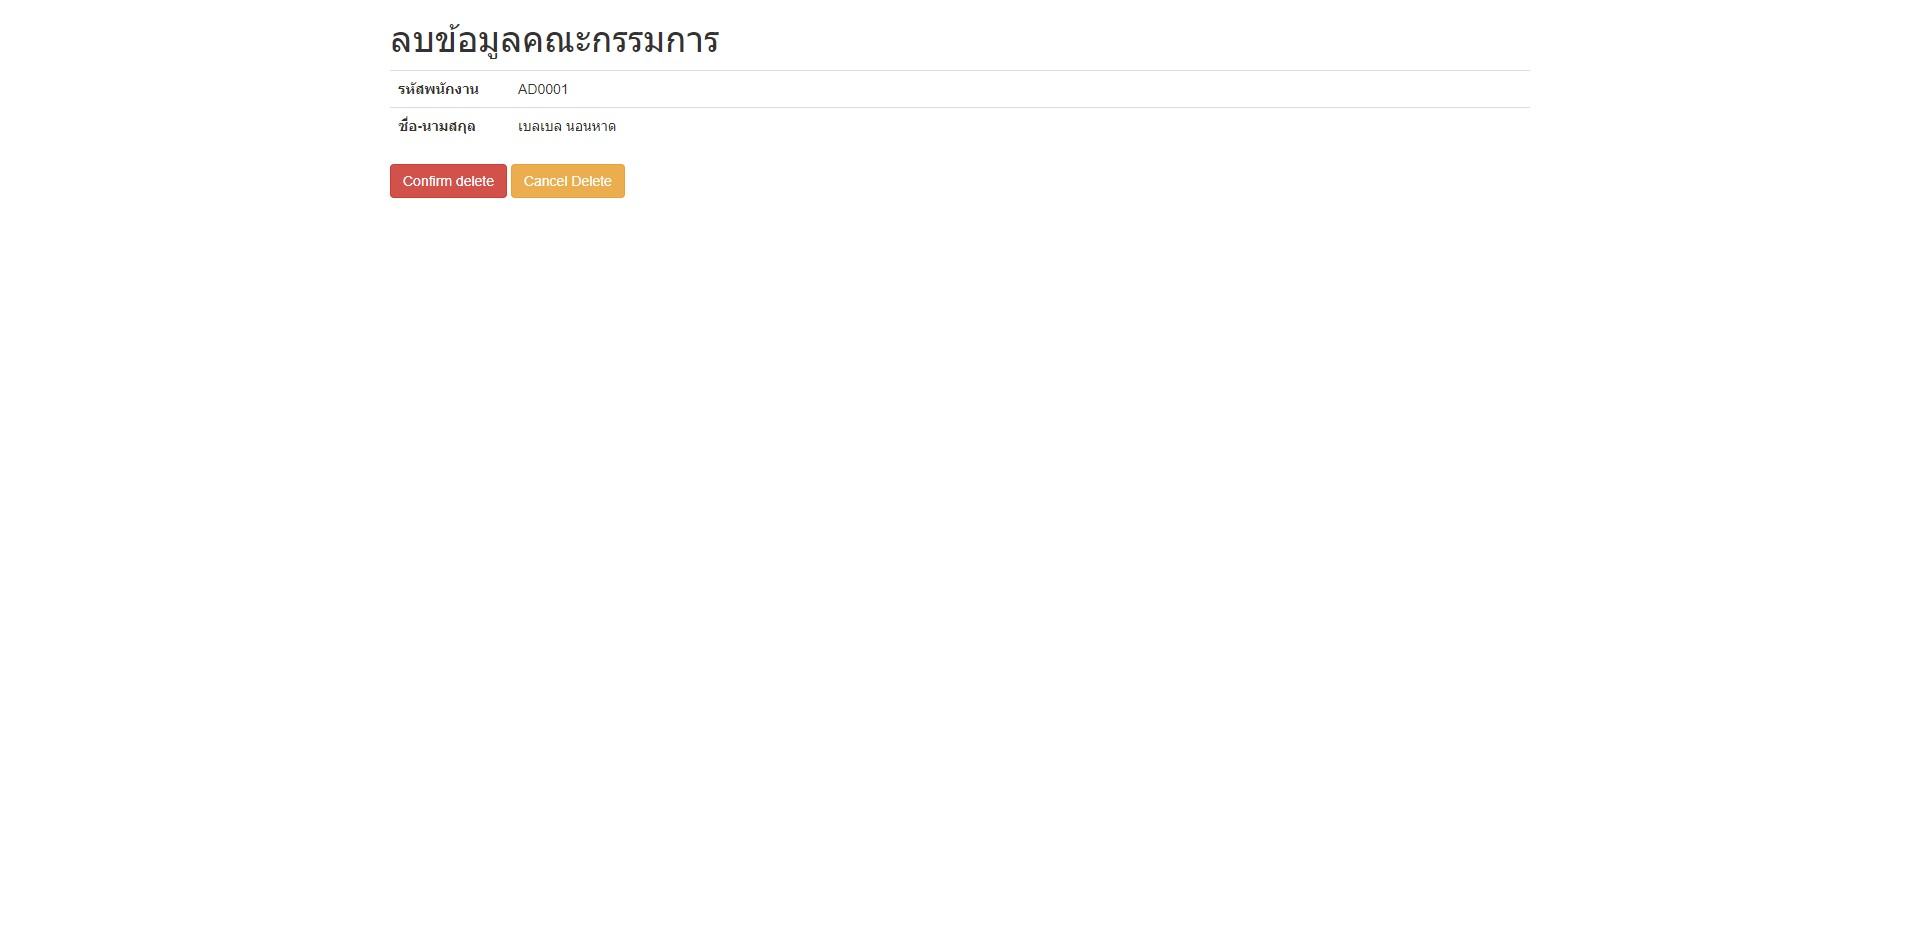 ลบข้อมูลคณะกรรมการ
รหัสพนักงาน AD0001
ชื่อ-นามสกุล เบลเบล นอนหาด
Confirm delete Cancel Delete